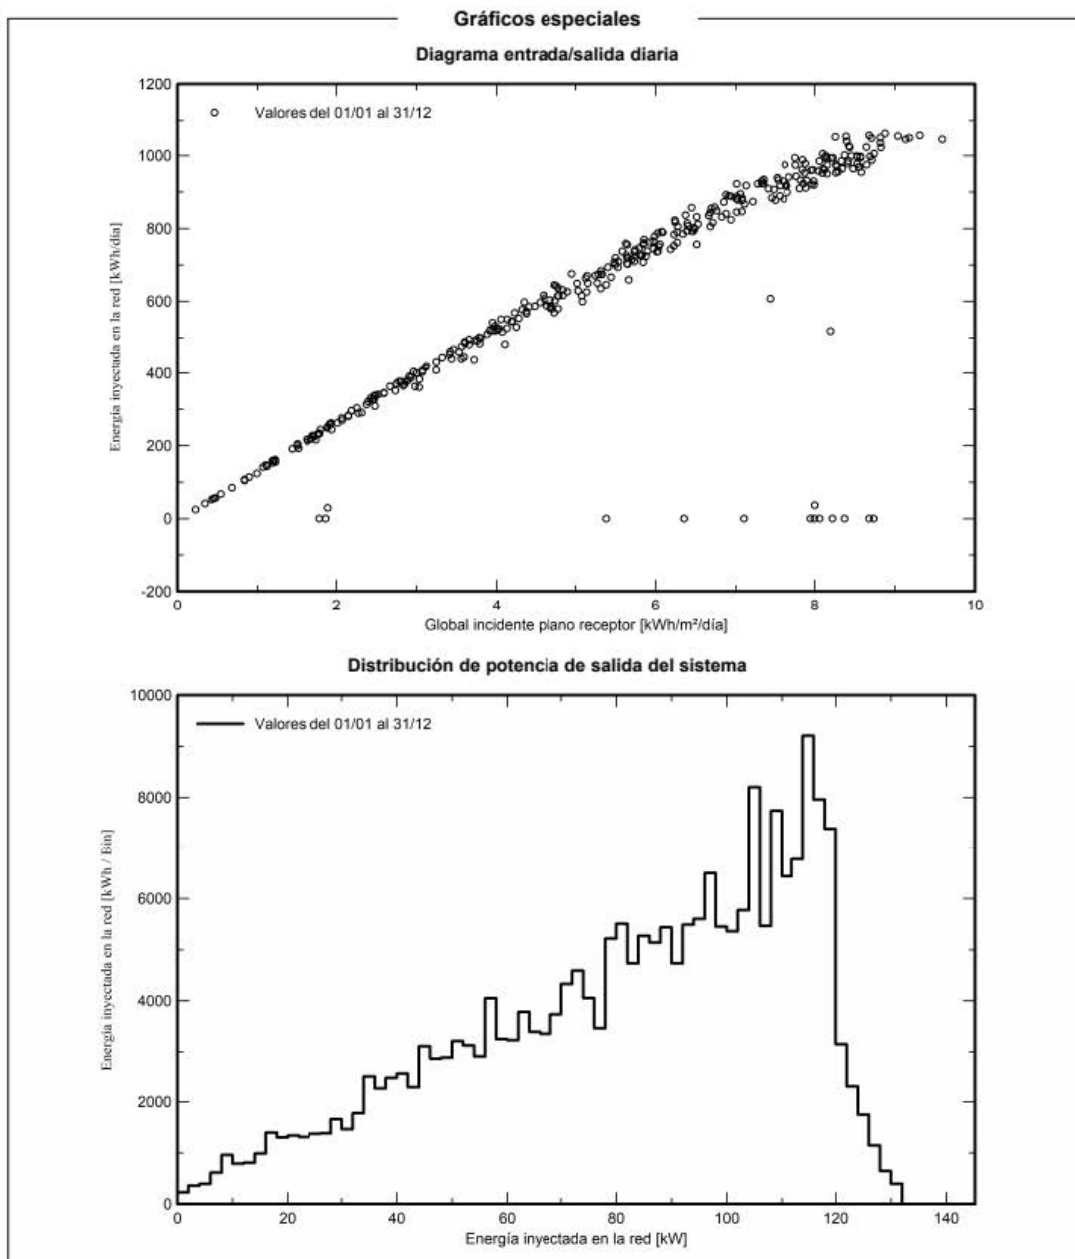 Gráficos especiales
Diagrama entrada/salida diaria
1200
Valores del 01/01 al 31/12
1000
800
600
400
200
0
-200
Energía inyectada en la red [kWh/día]
0 2 4 6 8 10
Global incidente plano receptor [kWh/m²/día]
Distribución de potencia de salida del sistema
10000
Valores del 01/01 al 31/12
8000
6000
4000
2000
0
Energía inyectada en la red [kWh / Bin]
0 20 40 60 80 100 120 140
Energía inyectada en la red [kW]